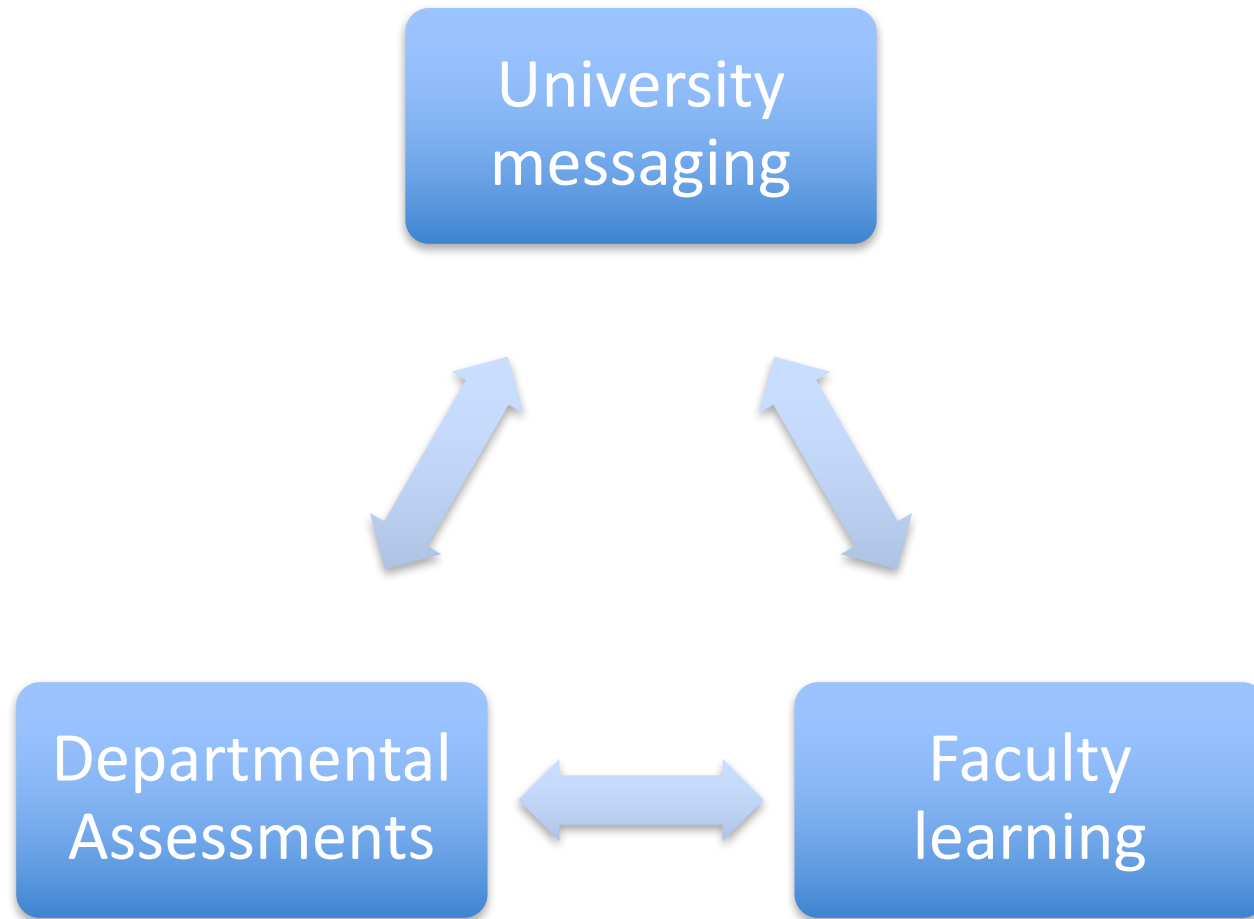 University
messaging
Departmental
Assessments
Faculty
learning